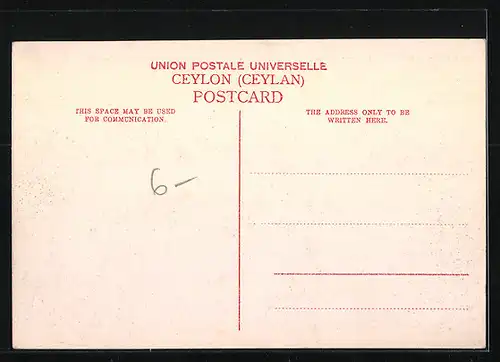 UNION POSTALE UNIVERSELLE
CEYLON (CEYLAN)
POSTCARD
THIS SPACE MAY BE USED
FOR COMMUNICATION.
THE ADDRESS ONLY TO BE
WRITTEN HERE.
6-